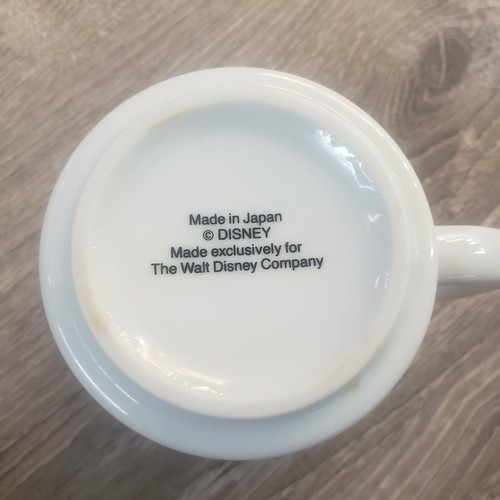 Made in Japan
© DISNEY
Made exclusively for
The Walt Disney Company